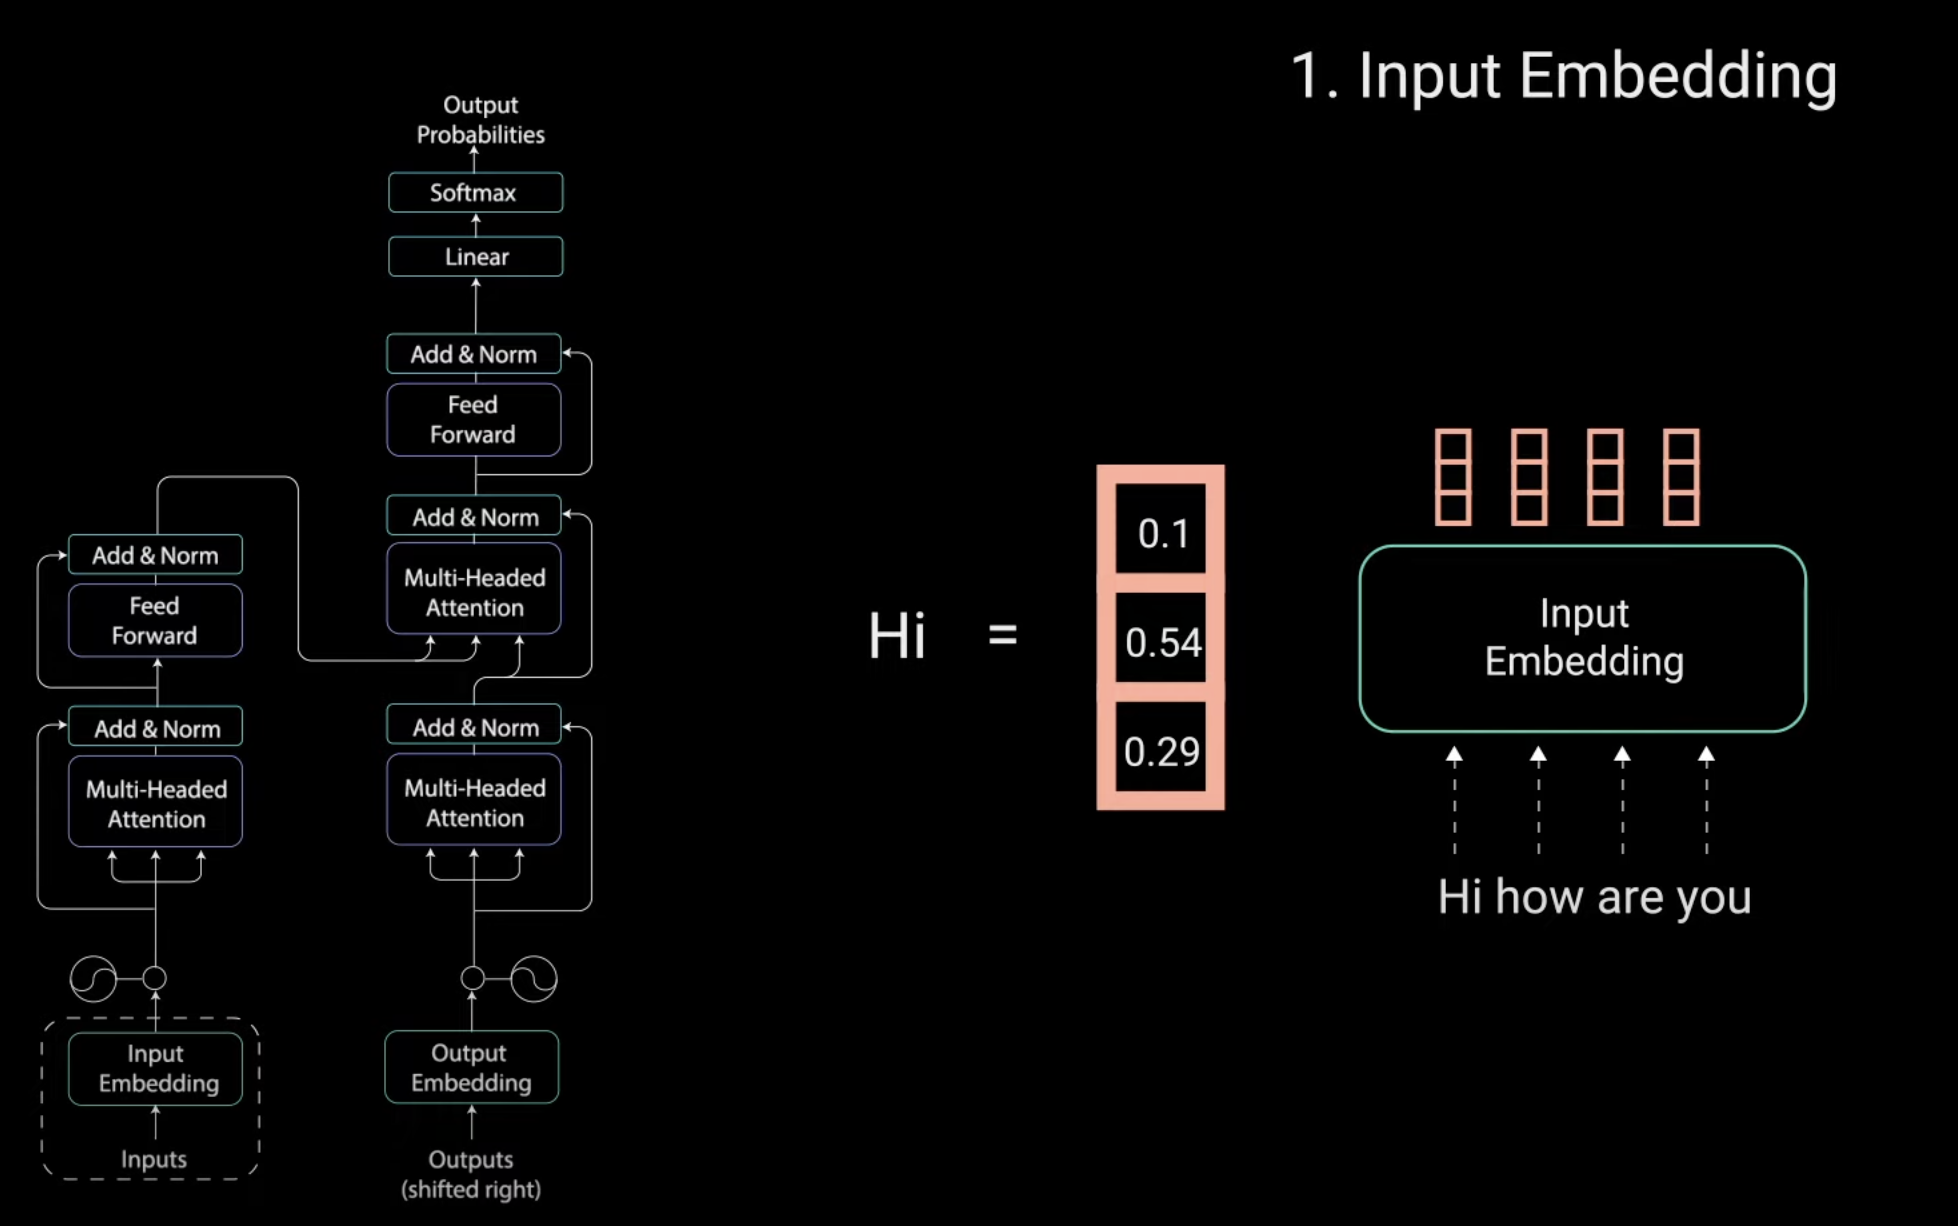 1. Input Embedding
Output
Probabilities
Softmax
Linear
Add & Norm
Feed
Forward
Add & Norm
Multi-Headed
Attention
Add & Norm
Multi-Headed
Attention
Output
Embedding
Outputs
(shifted right)
Add & Norm
Feed
Forward
Add & Norm
Multi-Headed
Attention
Input
Embedding
Inputs
Hi =
0.1
0.54
0.29
Input
Embedding
Hi how are you